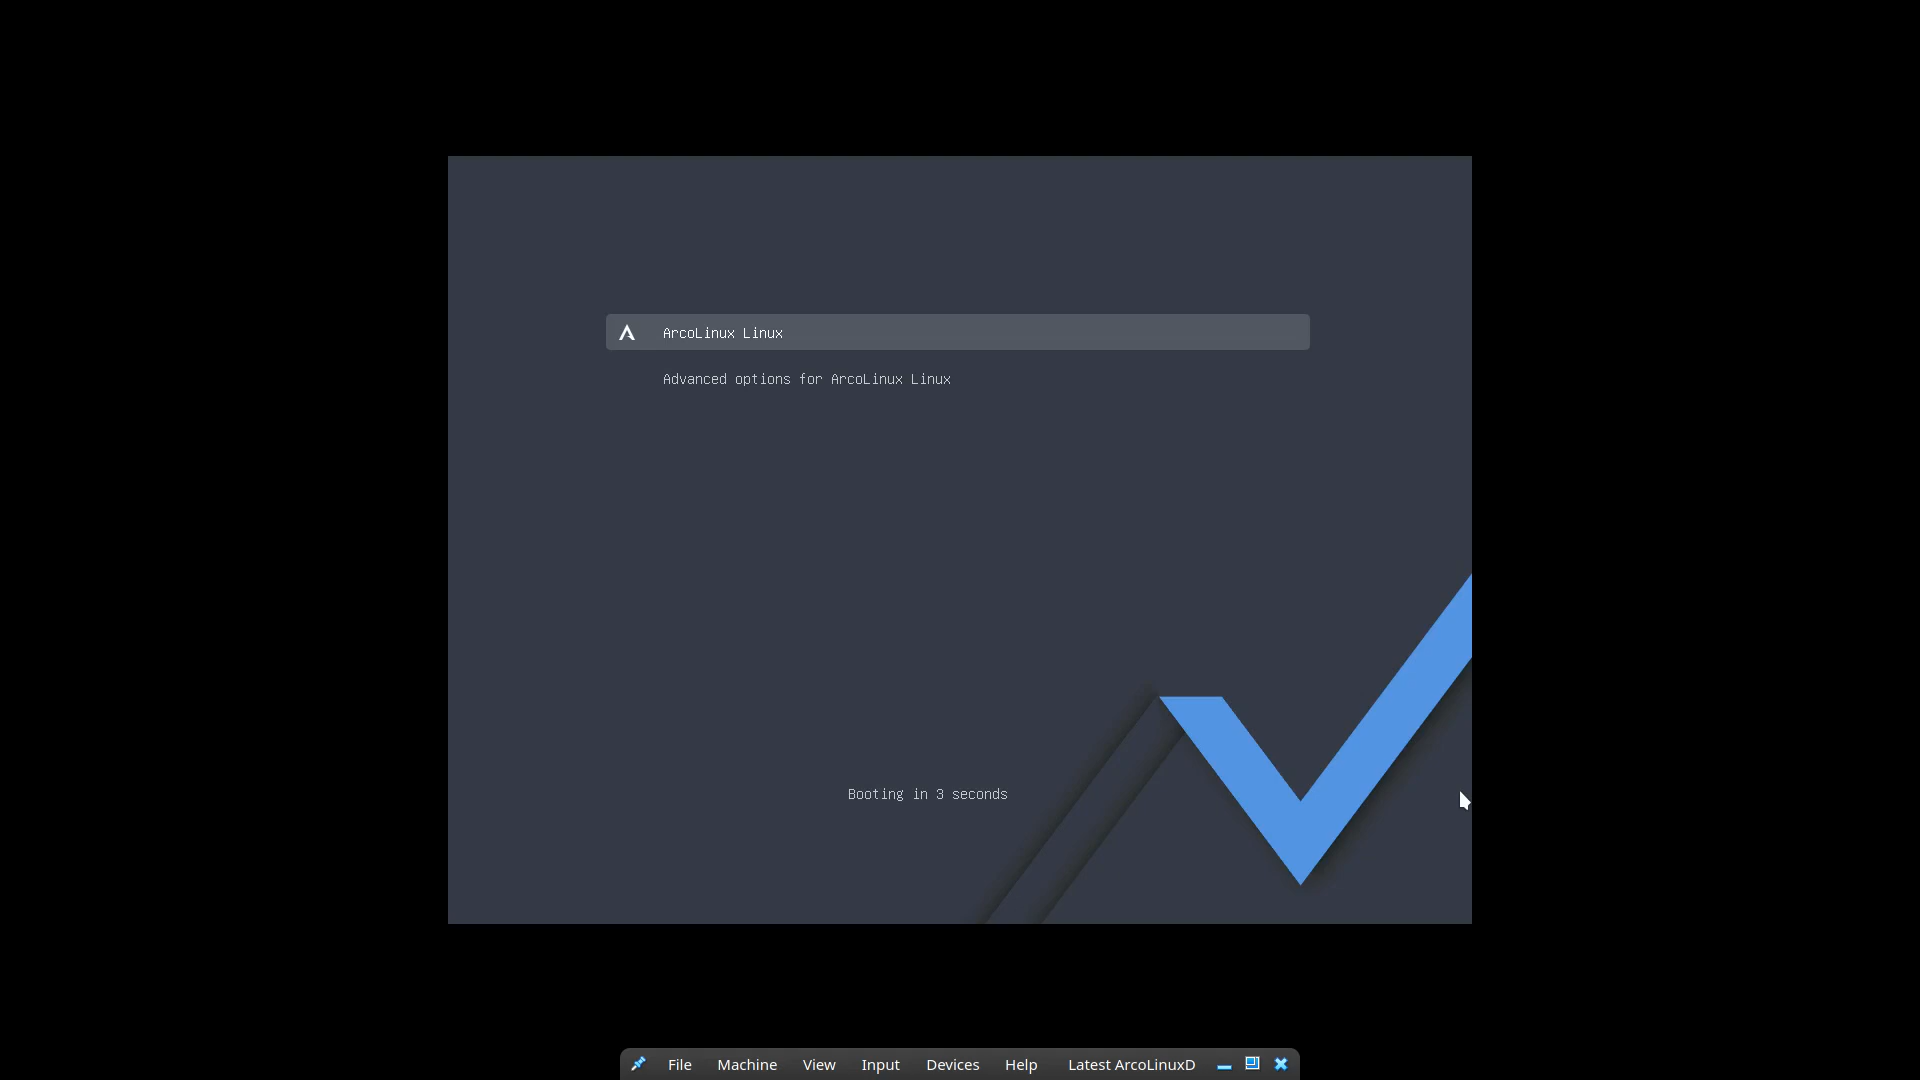 ArcoLinux Linux
Advanced options for ArcoLinux Linux
Booting in 3 seconds
File Machine View Input Devices Help Latest ArcoLinuxD